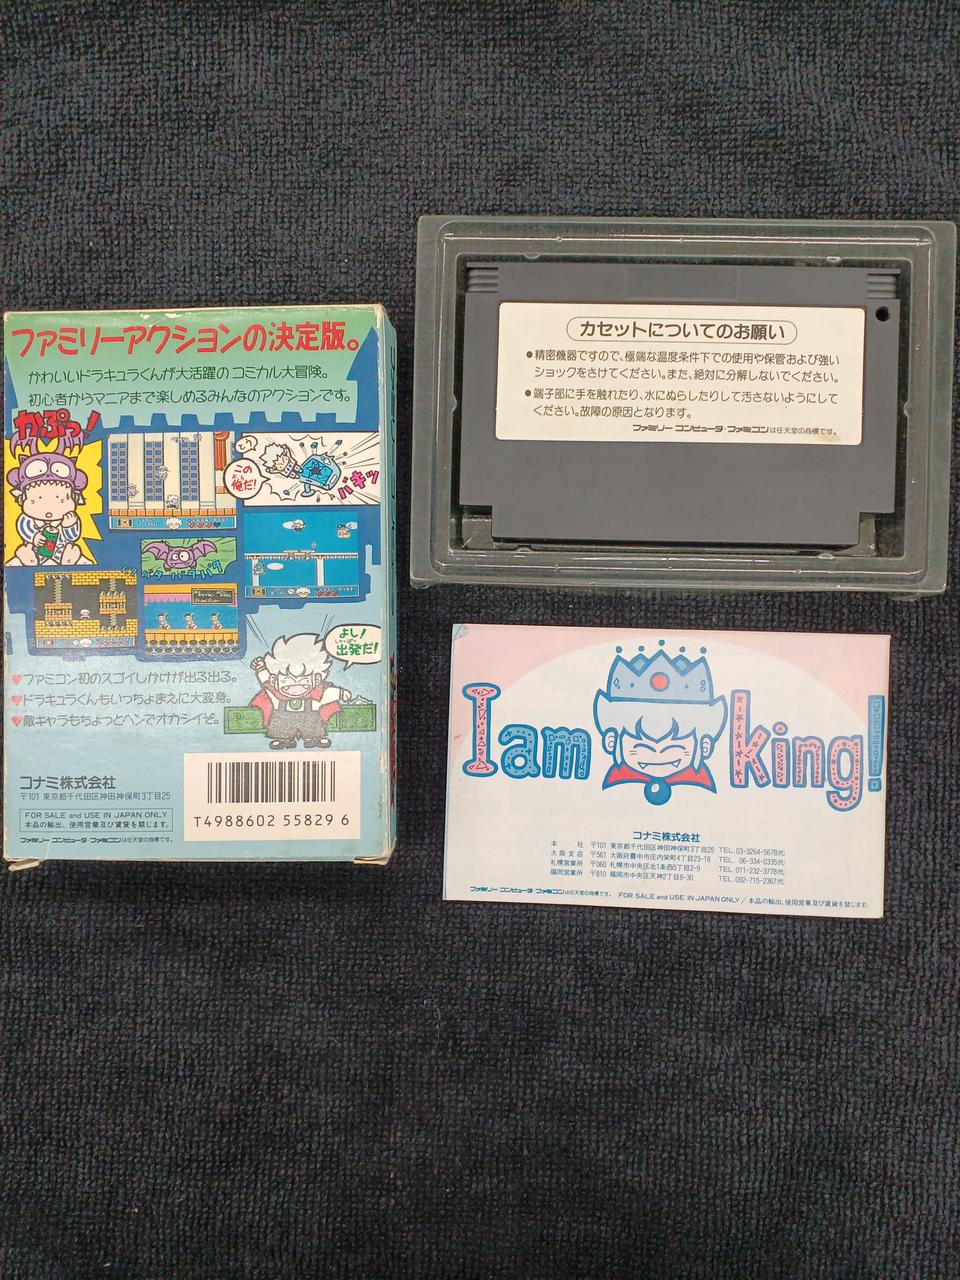 ファミリーアクションの決定版。
かわいいドラキュラくんが大活躍のコミカル大冒険。
初心者からマニアまで楽しめるみんなのアクションです。
かぷっ!
この
俺だ!
バキッ
パタパタパタパタ
よし!
出発だ!
♥ファミコン初のスゴイしかけが出る出る。
♥ドラキュラくんもいっちょまえに大変身。
♥敵キャラもちょっとヘンでオカシイぞ。
コナミ株式会社
〒101 東京都千代田区神田神保町3丁目25
FOR SALE and USE IN JAPAN ONLY
本品の輸出、使用営業及び賃貸を禁じます。
ファミリー コンピュータ・ファミコンは任天堂の商標です。
T4988602 55829 6
カセットについてのお願い
●精密機器ですので、極端な温度条件下での使用や保管および強い
ショックをさけてください。また、絶対に分解しないでください。
●端子部に手を触れたり、水にぬらしたりして汚さないようにして
ください。故障の原因となります。
ファミリー コンピュータ・ファミコンは任天堂の商標です。
I am king!
コナミ株式会社
本 社 〒101 東京都千代田区神田神保町3丁目25 TEL.03-3264-5678㈹
大阪支店 〒561 大阪府豊中市庄内栄町4丁目23-18 TEL. 06-334-0335㈹
札幌営業所 〒060 札幌市中央区北1条西5丁目2-9 TEL.011-232-3778㈹
福岡営業所 〒810 福岡市中央区天神2丁目8-30 TEL.092-715-2367㈹
ファミリー コンピュータ・ファミコンは任天堂の商標です。 FOR SALE and USE IN JAPAN ONLY / 本品の輸出、使用営業及び賃貸を禁じます。